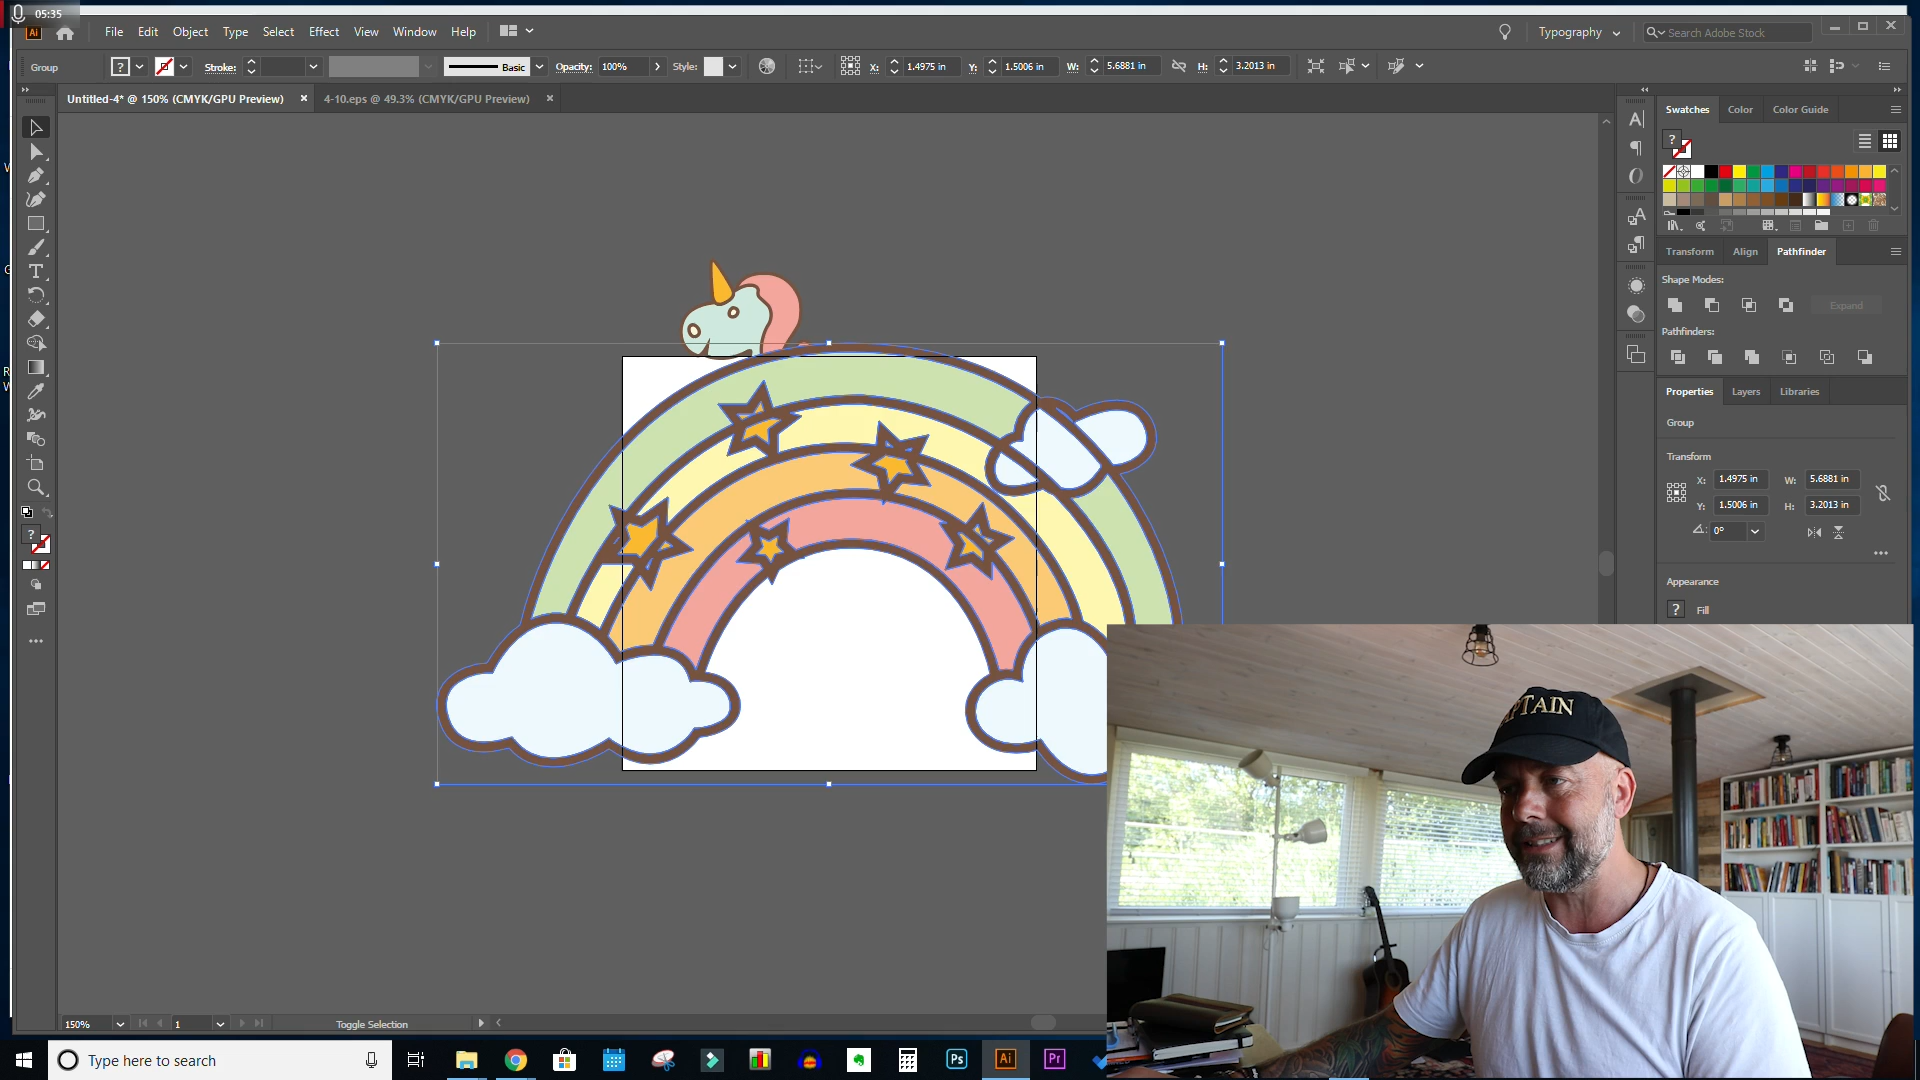 05:35
Ai File Edit Object Type Select Effect View Window Help Typography Search Adobe Stock
Group ? Stroke: Basic Opacity: 100% Style: X: 1.4975 in Y: 1.5006 in W: 5.6881 in H: 3.2013 in
Untitled-4* @ 150% (CMYK/GPU Preview) × 4-10.eps @ 49.3% (CMYK/GPU Preview) ×
Swatches Color Color Guide
?
Transform Align Pathfinder
Shape Modes:
Expand
Pathfinders:
Properties Layers Libraries
Group
Transform
X: 1.4975 in W: 5.6881 in
Y: 1.5006 in H: 3.2013 in
0°
Appearance
? Fill
?
150% 1 Toggle Selection
Type here to search
Ps Ai Pr